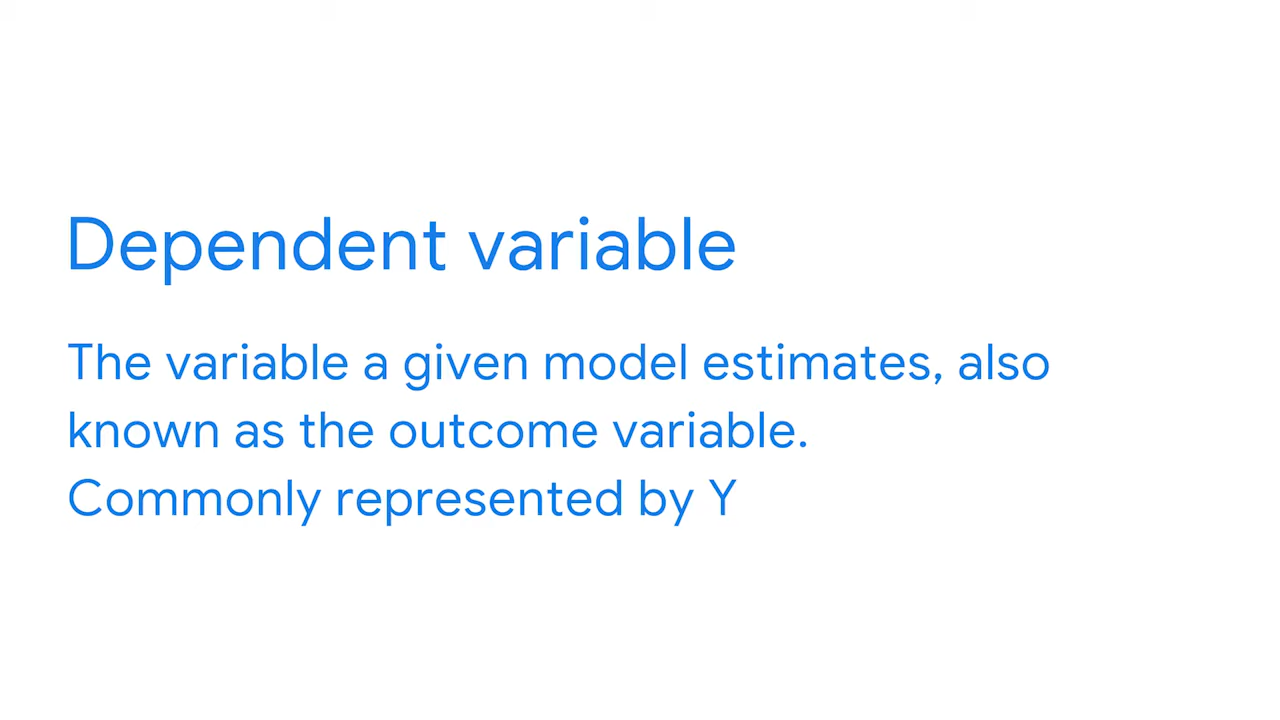 Dependent variable
The variable a given model estimates, also
known as the outcome variable.
Commonly represented by Y